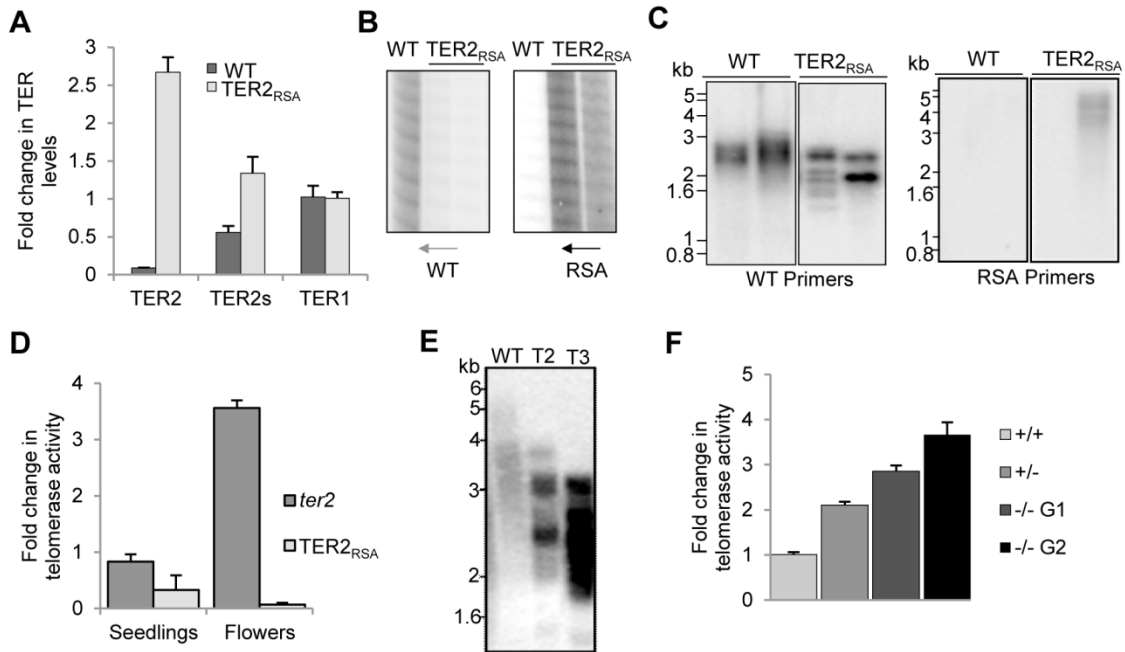 A
Fold change in TER
levels
3
2.5
2
1.5
1
0.5
0
WT
TER2RSA
TER2
TER2s
TER1
B
WT TER2RSA
WT TER2RSA
WT
RSA
C
kb
WT
TER2RSA
5
4
3
2
1.6
1
0.8
WT Primers
kb
WT
TER2RSA
5
4
3
2
1.6
1
0.8
RSA Primers
D
Fold change in
telomerase activity
4
3
2
1
0
ter2
TER2RSA
Seedlings
Flowers
E
kb
WT T2 T3
6
5
4
3
2
1.6
F
Fold change in
telomerase activity
5
4
3
2
1
0
+/+
+/-
-/- G1
-/- G2